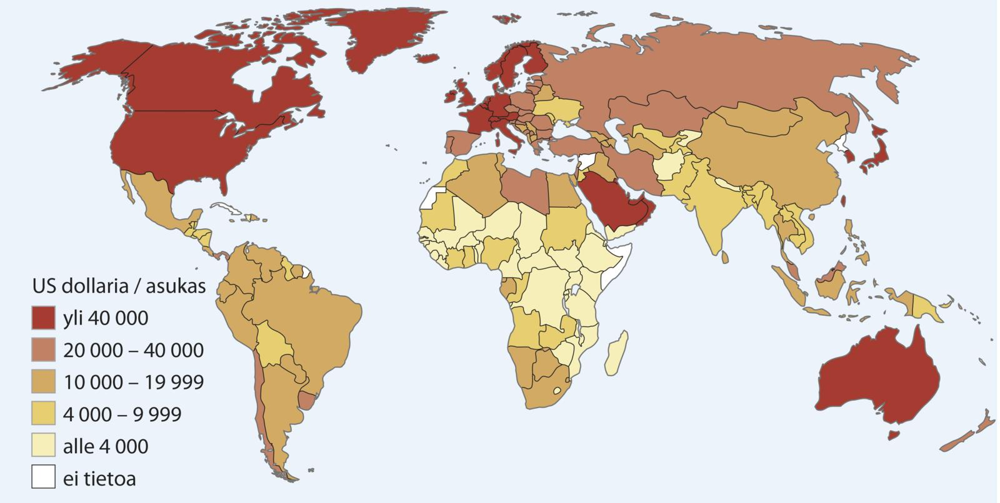 US dollaria / asukas
yli 40 000
20 000 – 40 000
10 000 – 19 999
4 000 – 9 999
alle 4 000
ei tietoa